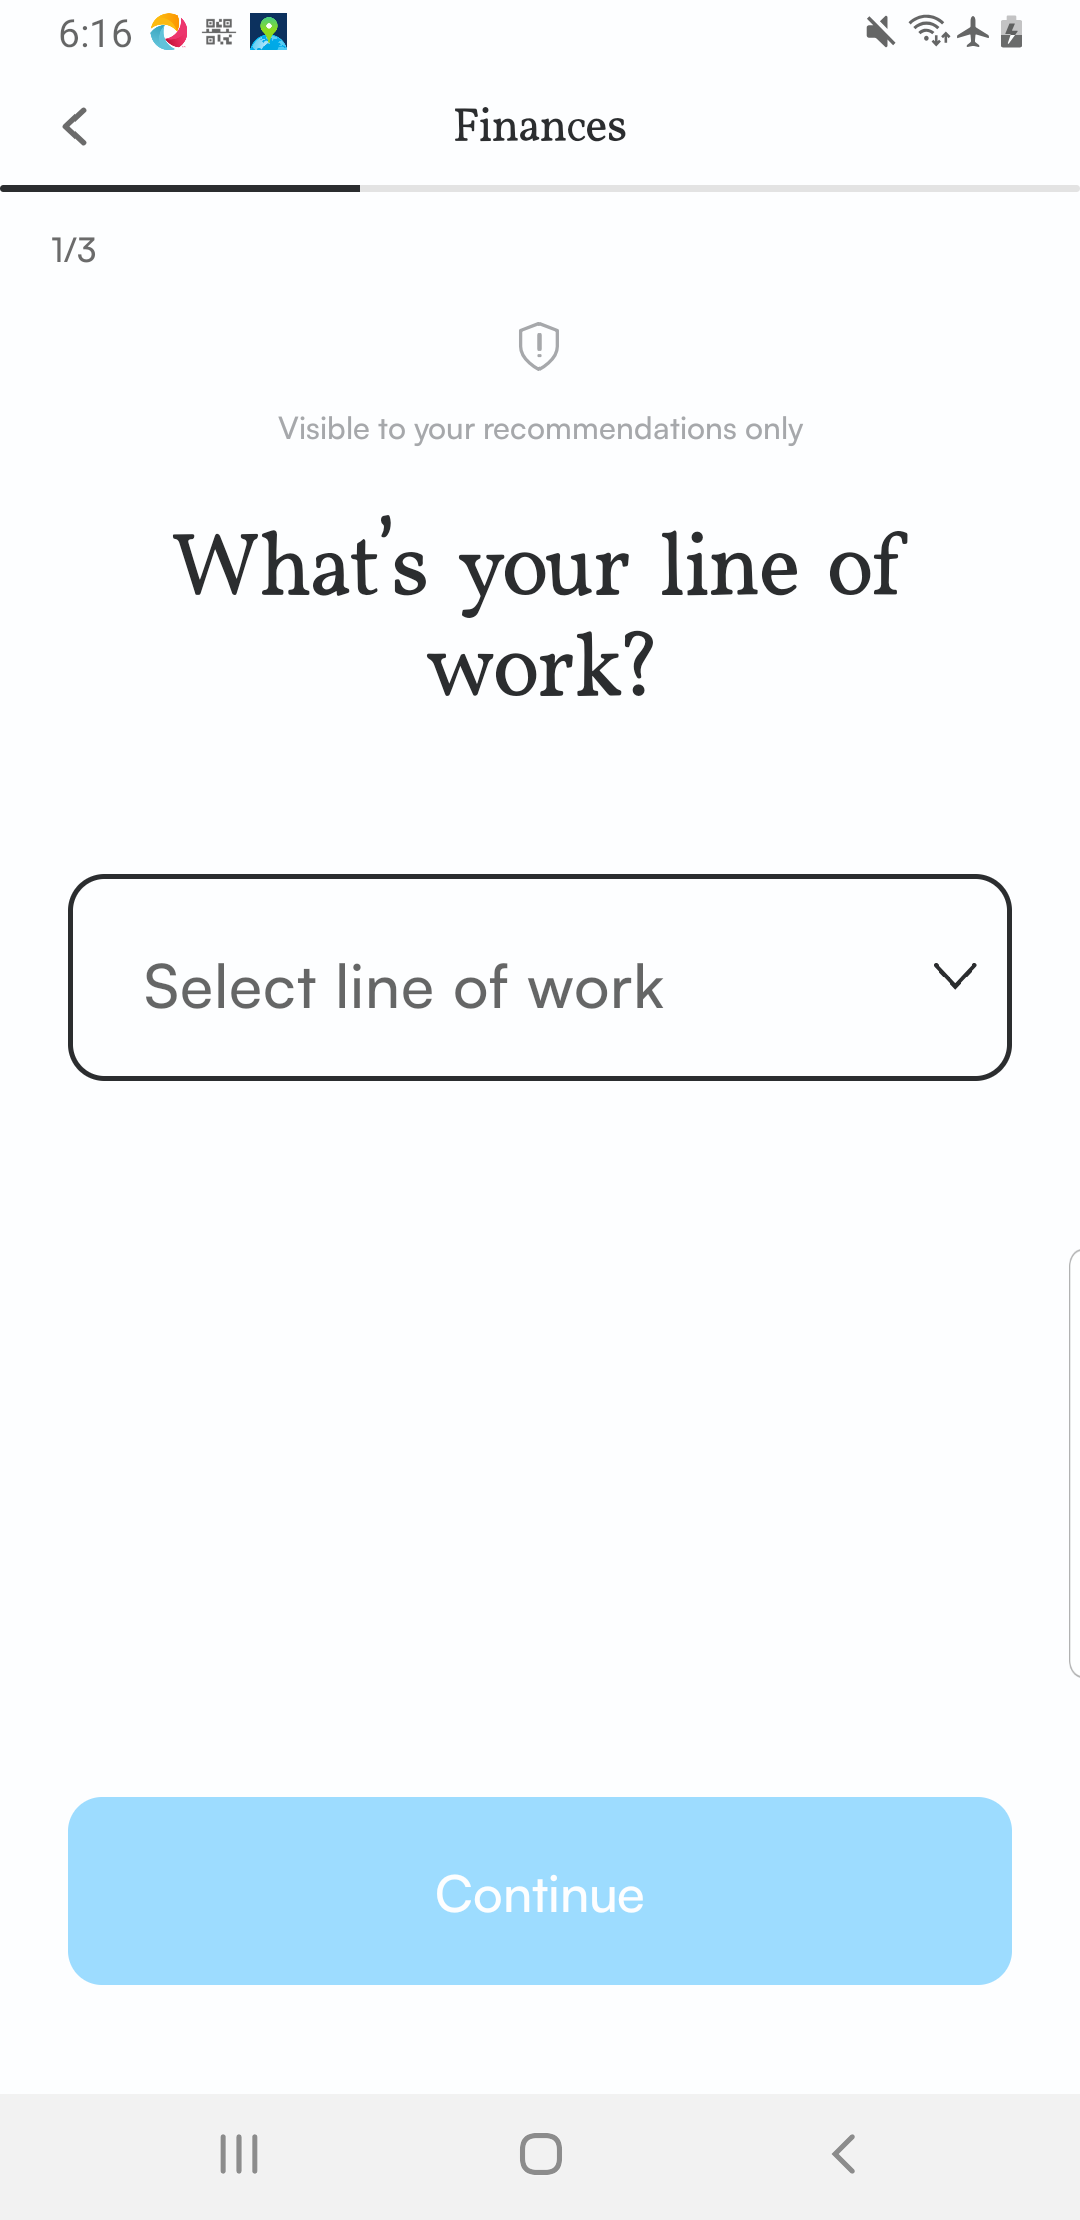 6:16
Finances
1/3
Visible to your recommendations only
What's your line of
work?
Select line of work
Continue